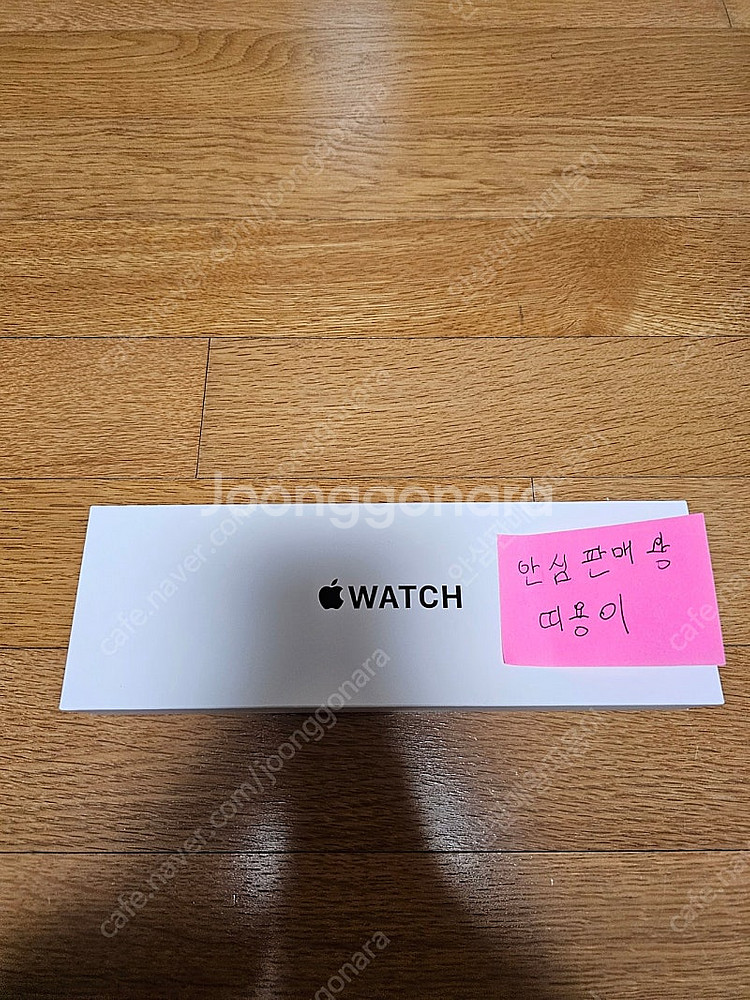 Joonggonara
WATCH
안심판매용
띠용이
cafe.naver.com/joonggonara